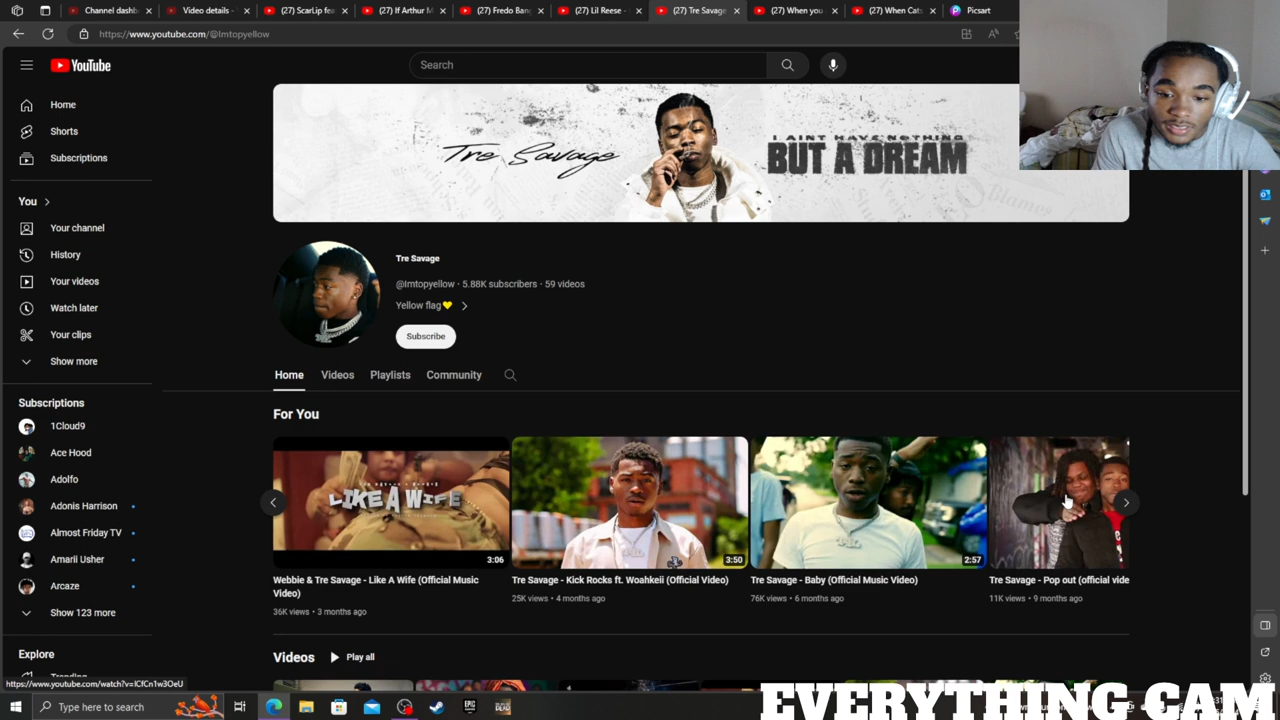 Channel dashb
Video details -
(27) ScarLip fea
(27) If Arthur M
(27) Fredo Bang
(27) Lil Reese -
(27) Tre Savage
(27) When you
(27) When Cats
Picsart
https://www.youtube.com/@Imtopyellow
YouTube
Search
Home
Shorts
Subscriptions
You
Your channel
History
Your videos
Watch later
Your clips
Show more
Subscriptions
1Cloud9
Ace Hood
Adolfo
Adonis Harrison
Almost Friday TV
Amarii Usher
Arcaze
Show 123 more
Explore
Tre Savage
I AINT HAVE NOTHING
BUT A DREAM
Blames
Tre Savage
@Imtopyellow · 5.88K subscribers · 59 videos
Yellow flag💛
Subscribe
Home
Videos
Playlists
Community
For You
LIKE A WIFE
3:06
Webbie & Tre Savage - Like A Wife (Official Music
Video)
36K views • 3 months ago
3:50
Tre Savage - Kick Rocks ft. Woahkeii (Official Video)
25K views • 4 months ago
2:57
Tre Savage - Baby (Official Music Video)
76K views • 6 months ago
Tre Savage - Pop out (official vide
11K views • 9 months ago
Videos
Play all
https://www.youtube.com/watch?v=lCfCn1w3OeU
Type here to search
EPIC
EVERYTHING CAM